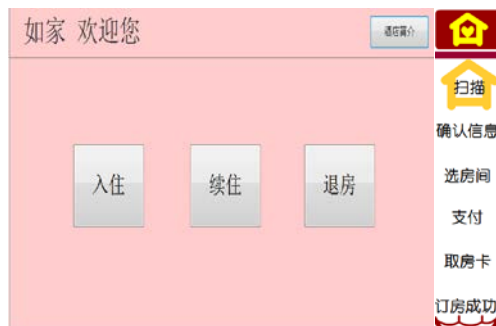 如家 欢迎您
酒店简介
入住
续住
退房
扫描
确认信息
选房间
支付
取房卡
订房成功